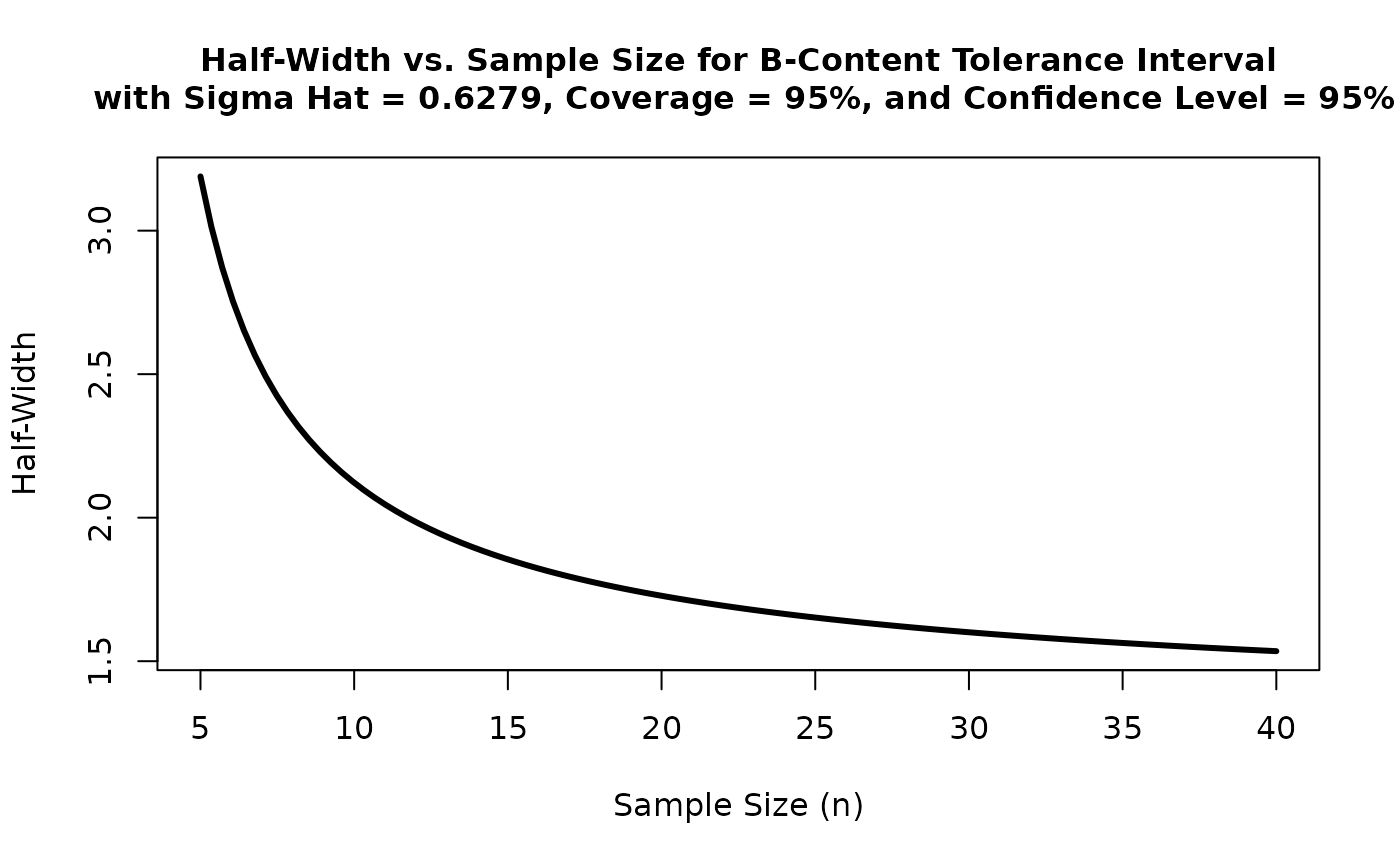 Half-Width vs. Sample Size for B-Content Tolerance Interval
with Sigma Hat = 0.6279, Coverage = 95%, and Confidence Level = 95%
Half-Width
3.0
2.5
2.0
1.5
5 10 15 20 25 30 35 40
Sample Size (n)